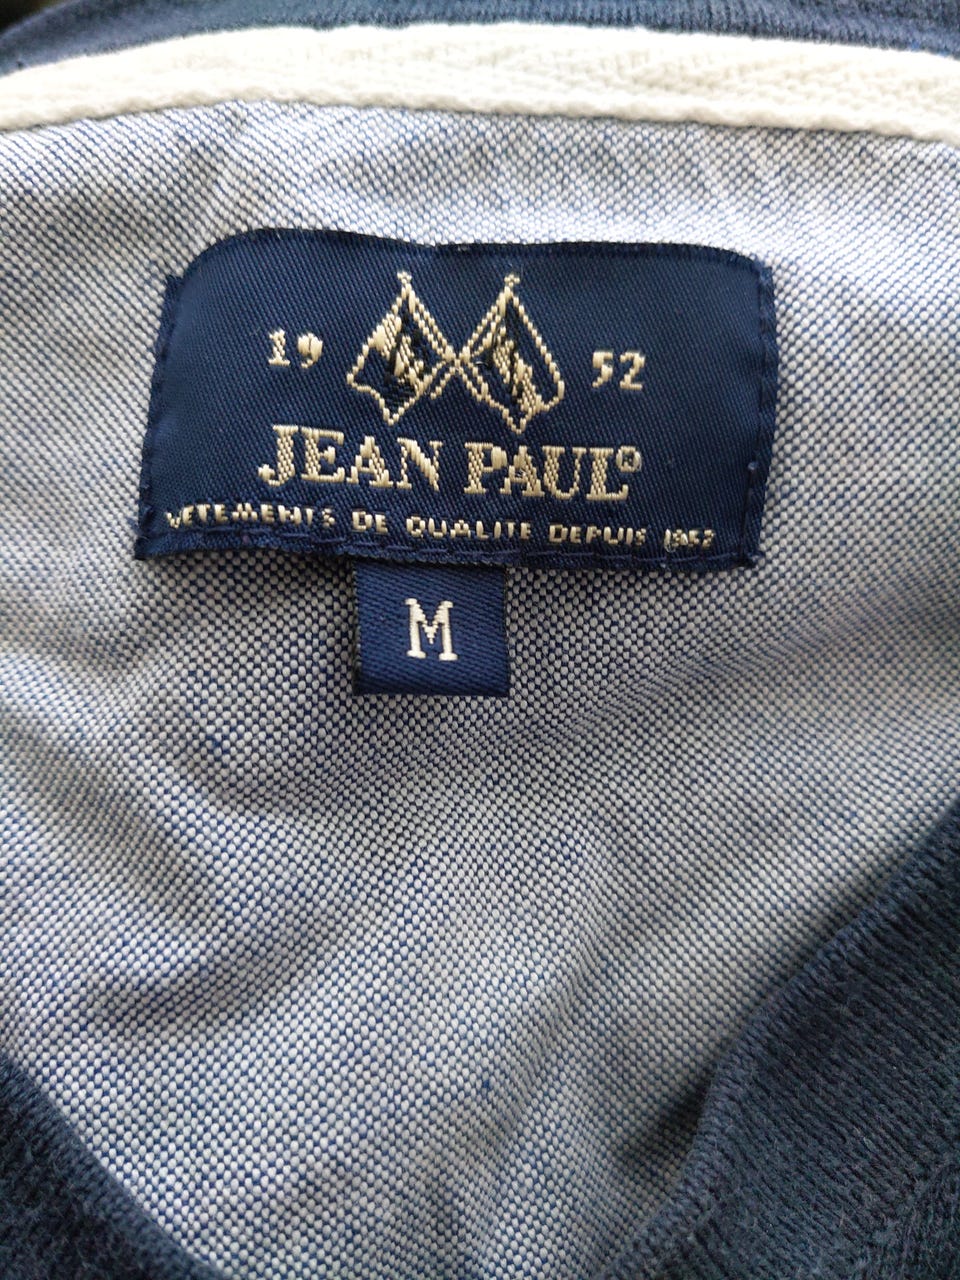 19 52
JEAN PAUL®
VETEMENTS DE QUALITE DEPUIS 1952
M